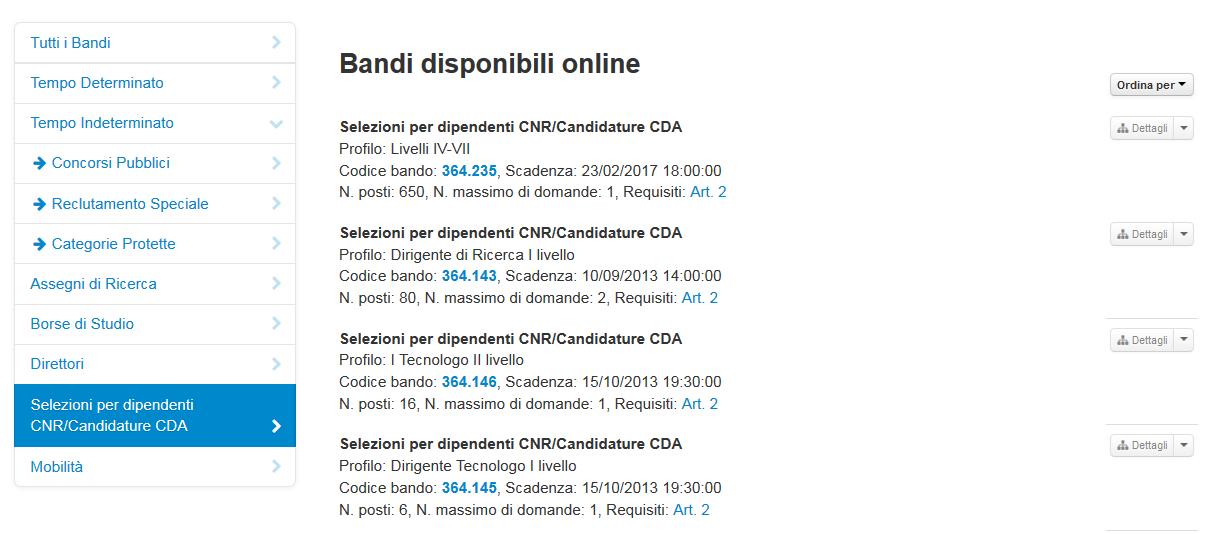 Tutti i Bandi
Tempo Determinato
Tempo Indeterminato
Concorsi Pubblici
Reclutamento Speciale
Categorie Protette
Assegni di Ricerca
Borse di Studio
Direttori
Selezioni per dipendenti
CNR/Candidature CDA
Mobilità
Bandi disponibili online
Ordina per
Selezioni per dipendenti CNR/Candidature CDA
Dettagli
Profilo: Livelli IV-VII
Codice bando: 364.235, Scadenza: 23/02/2017 18:00:00
N. posti: 650, N. massimo di domande: 1, Requisiti: Art. 2
Selezioni per dipendenti CNR/Candidature CDA
Dettagli
Profilo: Dirigente di Ricerca I livello
Codice bando: 364.143, Scadenza: 10/09/2013 14:00:00
N. posti: 80, N. massimo di domande: 2, Requisiti: Art. 2
Selezioni per dipendenti CNR/Candidature CDA
Dettagli
Profilo: I Tecnologo II livello
Codice bando: 364.146, Scadenza: 15/10/2013 19:30:00
N. posti: 16, N. massimo di domande: 1, Requisiti: Art. 2
Selezioni per dipendenti CNR/Candidature CDA
Dettagli
Profilo: Dirigente Tecnologo I livello
Codice bando: 364.145, Scadenza: 15/10/2013 19:30:00
N. posti: 6, N. massimo di domande: 1, Requisiti: Art. 2